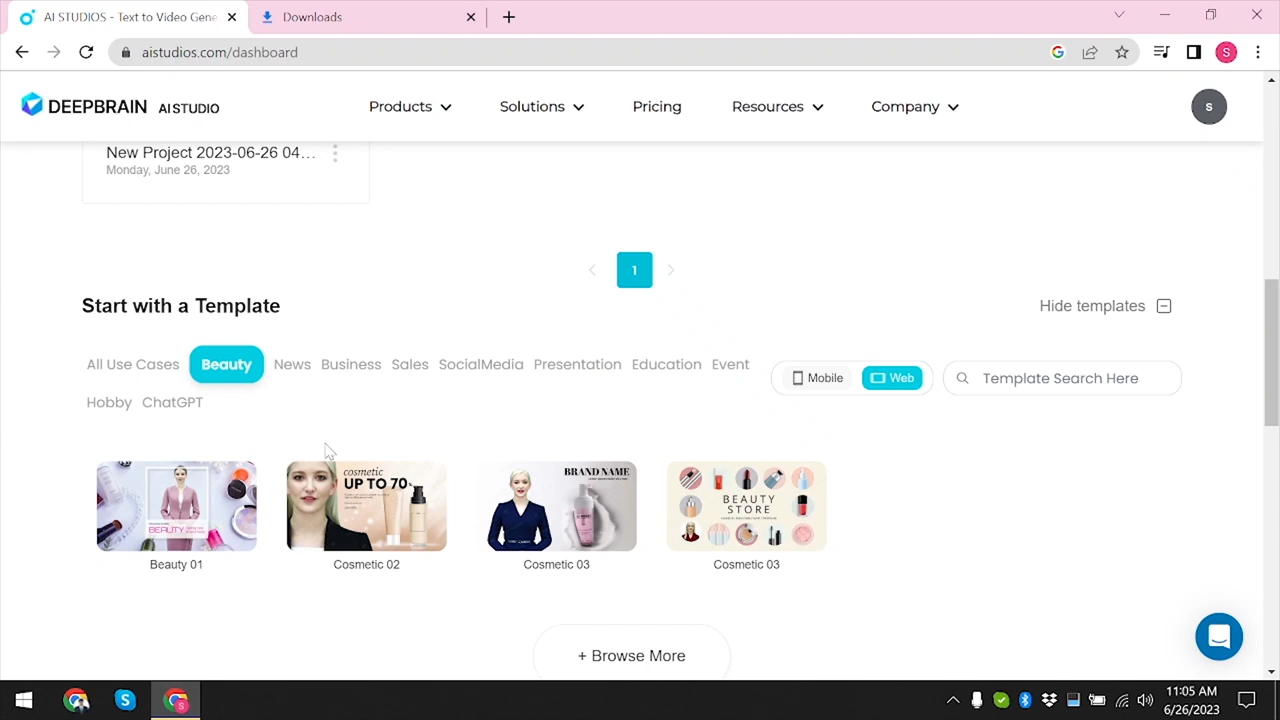 AI STUDIOS - Text to Video Gene
Downloads
aistudios.com/dashboard
DEEPBRAIN AI STUDIO
Products
Solutions
Pricing
Resources
Company
S
New Project 2023-06-26 04...
Monday, June 26, 2023
1
Start with a Template
Hide templates
All Use Cases
Beauty
News
Business
Sales
SocialMedia
Presentation
Education
Event
Mobile
Web
Template Search Here
Hobby
ChatGPT
BEAUTY
cosmetic
UP TO 70
BRAND NAME
BEAUTY
STORE
Beauty 01
Cosmetic 02
Cosmetic 03
Cosmetic 03
+ Browse More
11:05 AM
6/26/2023